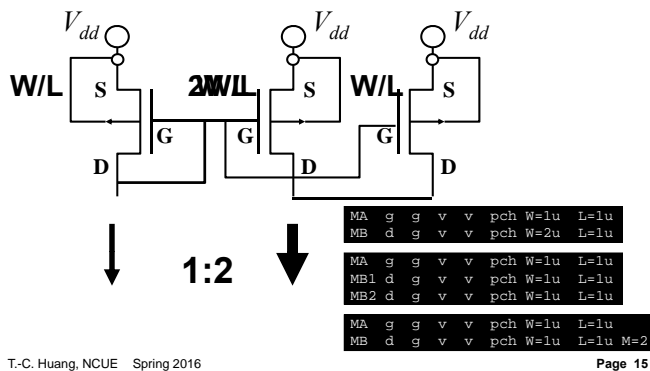 Vdd Vdd Vdd
W/L S S W/L S
G G G
D D D
1:2
MA g g v v pch W=1u L=1u
MB d g v v pch W=2u L=1u
MA g g v v pch W=1u L=1u
MB1 d g v v pch W=1u L=1u
MB2 d g v v pch W=1u L=1u
MA g g v v pch W=1u L=1u
MB d g v v pch W=1u L=1u M=2
T.-C. Huang, NCUE Spring 2016 Page 15